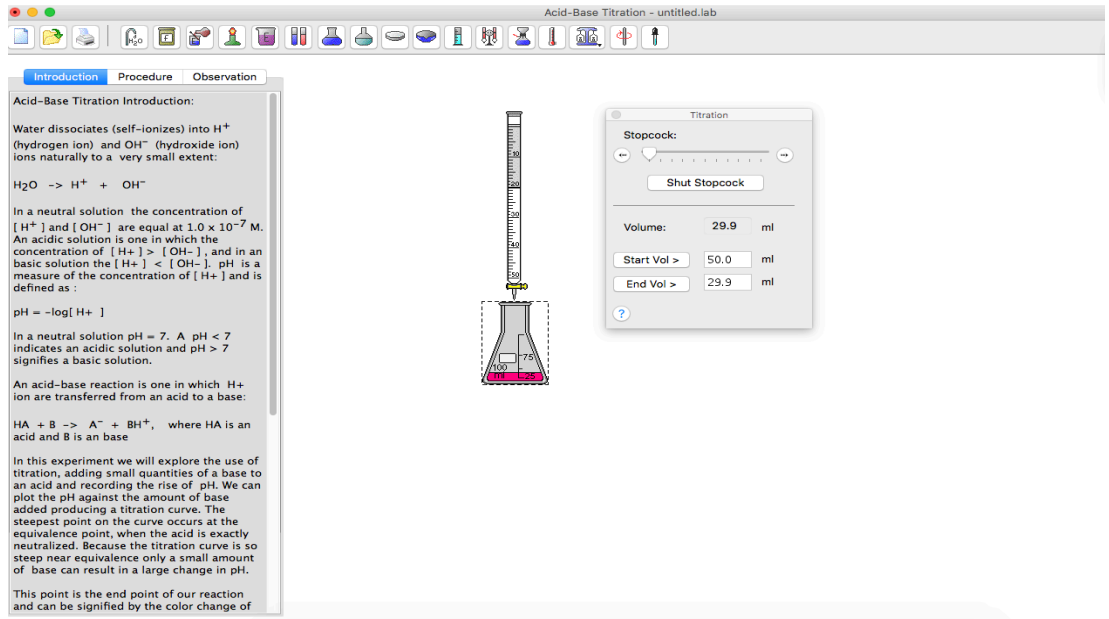 Acid-Base Titration - untitled.lab
H₂O
Introduction Procedure Observation
Acid-Base Titration Introduction:
Water dissociates (self-ionizes) into H⁺
(hydrogen ion) and OH⁻ (hydroxide ion)
ions naturally to a very small extent:
H₂O -> H⁺ + OH⁻
In a neutral solution the concentration of
[ H⁺ ] and [ OH⁻ ] are equal at 1.0 x 10⁻⁷ M.
An acidic solution is one in which the
concentration of [ H+ ] > [ OH- ] , and in an
basic solution the [ H+ ] < [ OH- ]. pH is a
measure of the concentration of [ H+ ] and is
defined as :
pH = -log[ H+ ]
In a neutral solution pH = 7. A pH < 7
indicates an acidic solution and pH > 7
signifies a basic solution.
An acid-base reaction is one in which H+
ion are transferred from an acid to a base:
HA + B -> A⁻ + BH⁺, where HA is an
acid and B is an base
In this experiment we will explore the use of
titration, adding small quantities of a base to
an acid and recording the rise of pH. We can
plot the pH against the amount of base
added producing a titration curve. The
steepest point on the curve occurs at the
equivalence point, when the acid is exactly
neutralized. Because the titration curve is so
steep near equivalence only a small amount
of base can result in a large change in pH.
This point is the end point of our reaction
and can be signified by the color change of
10
20
30
40
50
75
100
ml 25
Titration
Stopcock:
Shut Stopcock
Volume: 29.9 ml
Start Vol > 50.0 ml
End Vol > 29.9 ml
?